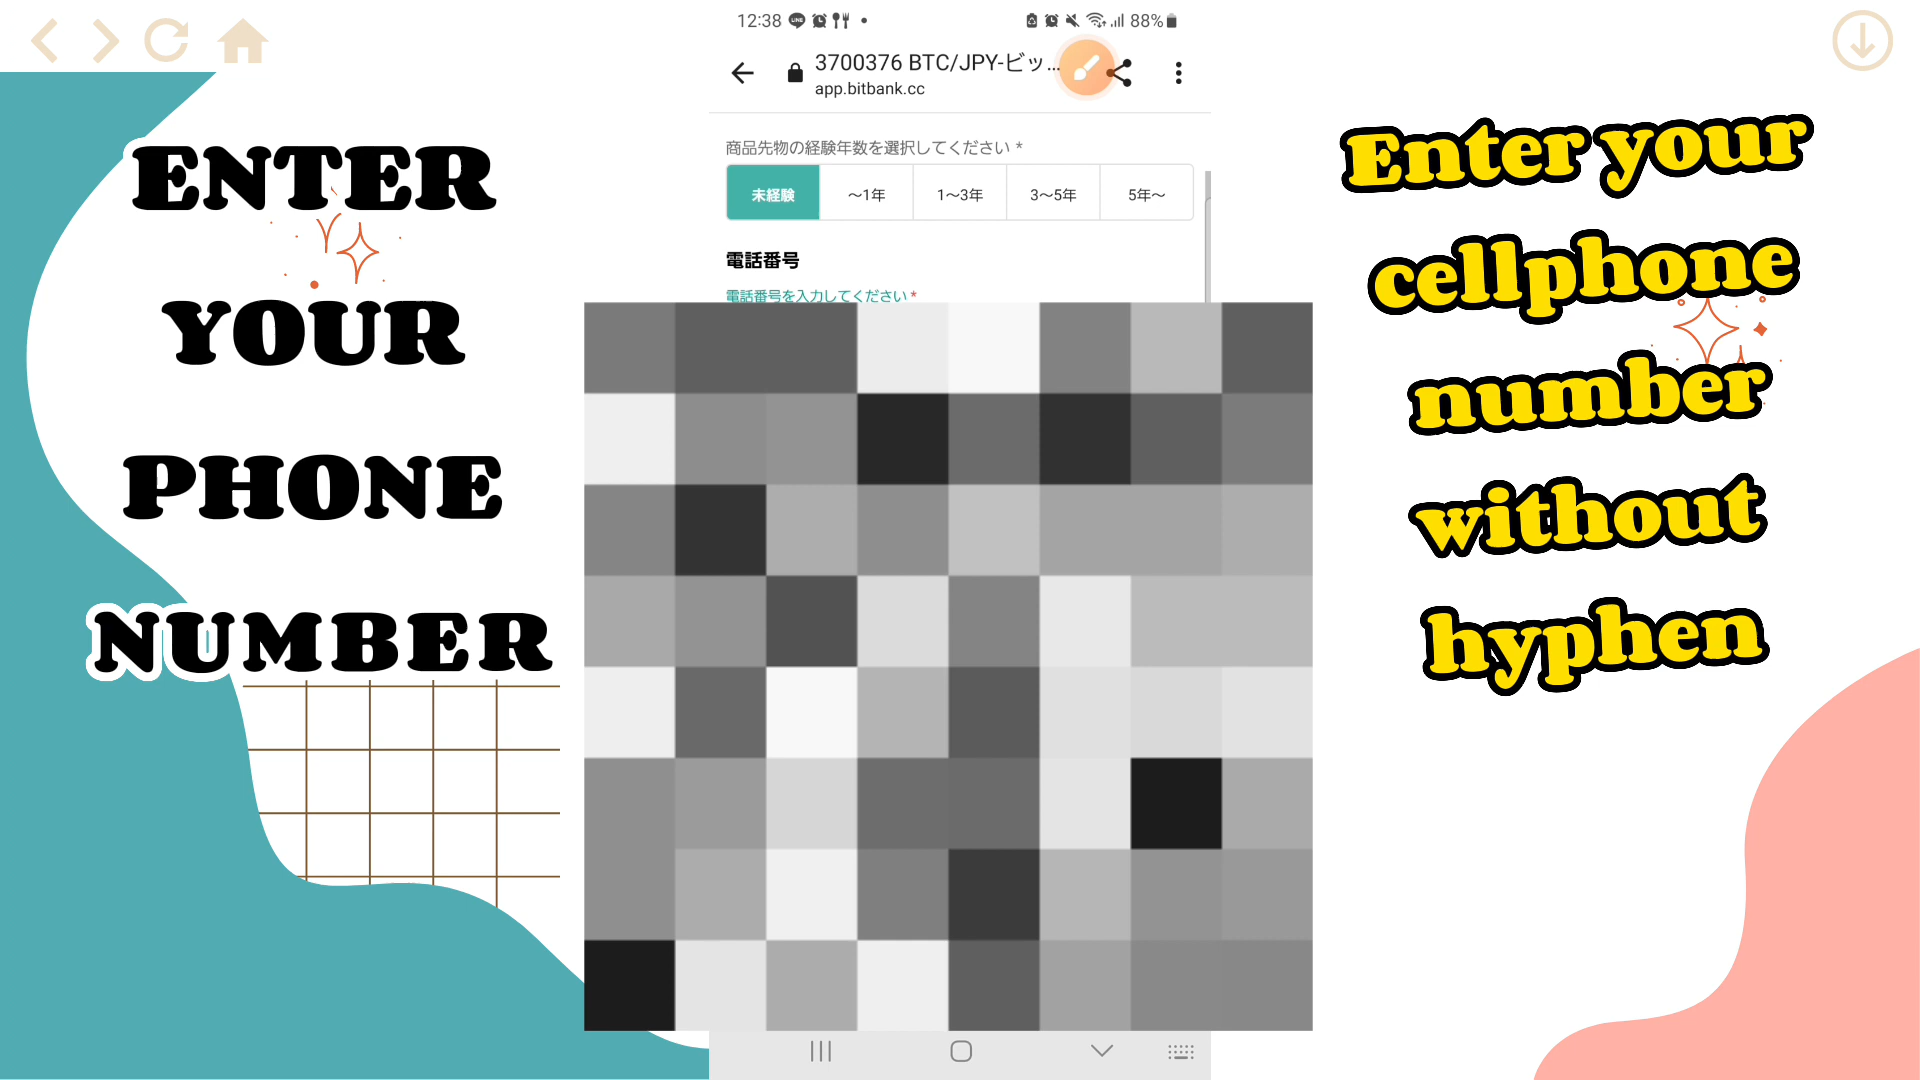 ENTER
YOUR
PHONE
NUMBER
12:38
88%
3700376 BTC/JPY-ビッ...
app.bitbank.cc
商品先物の経験年数を選択してください *
未経験 ～1年 1～3年 3～5年 5年～
電話番号
電話番号を入力してください *
Enter your
cellphone
number
without
hyphen